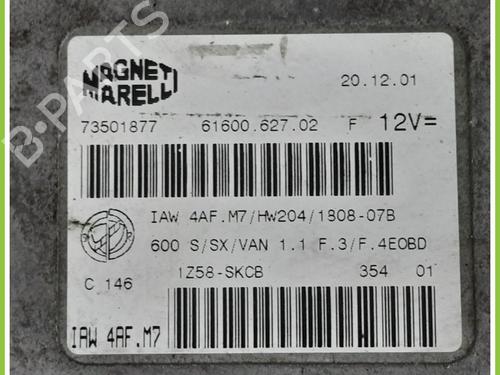 B-PARTS
MAGNETI
MARELLI
20.12.01
73501877 61600.627.02 F 12V=
IAW 4AF.M7/HW204/1808-07B
600 S/SX/VAN 1.1 F.3/F.4EOBD
C 146
1Z58-SKCB 354 01
IAW 4AF.M7